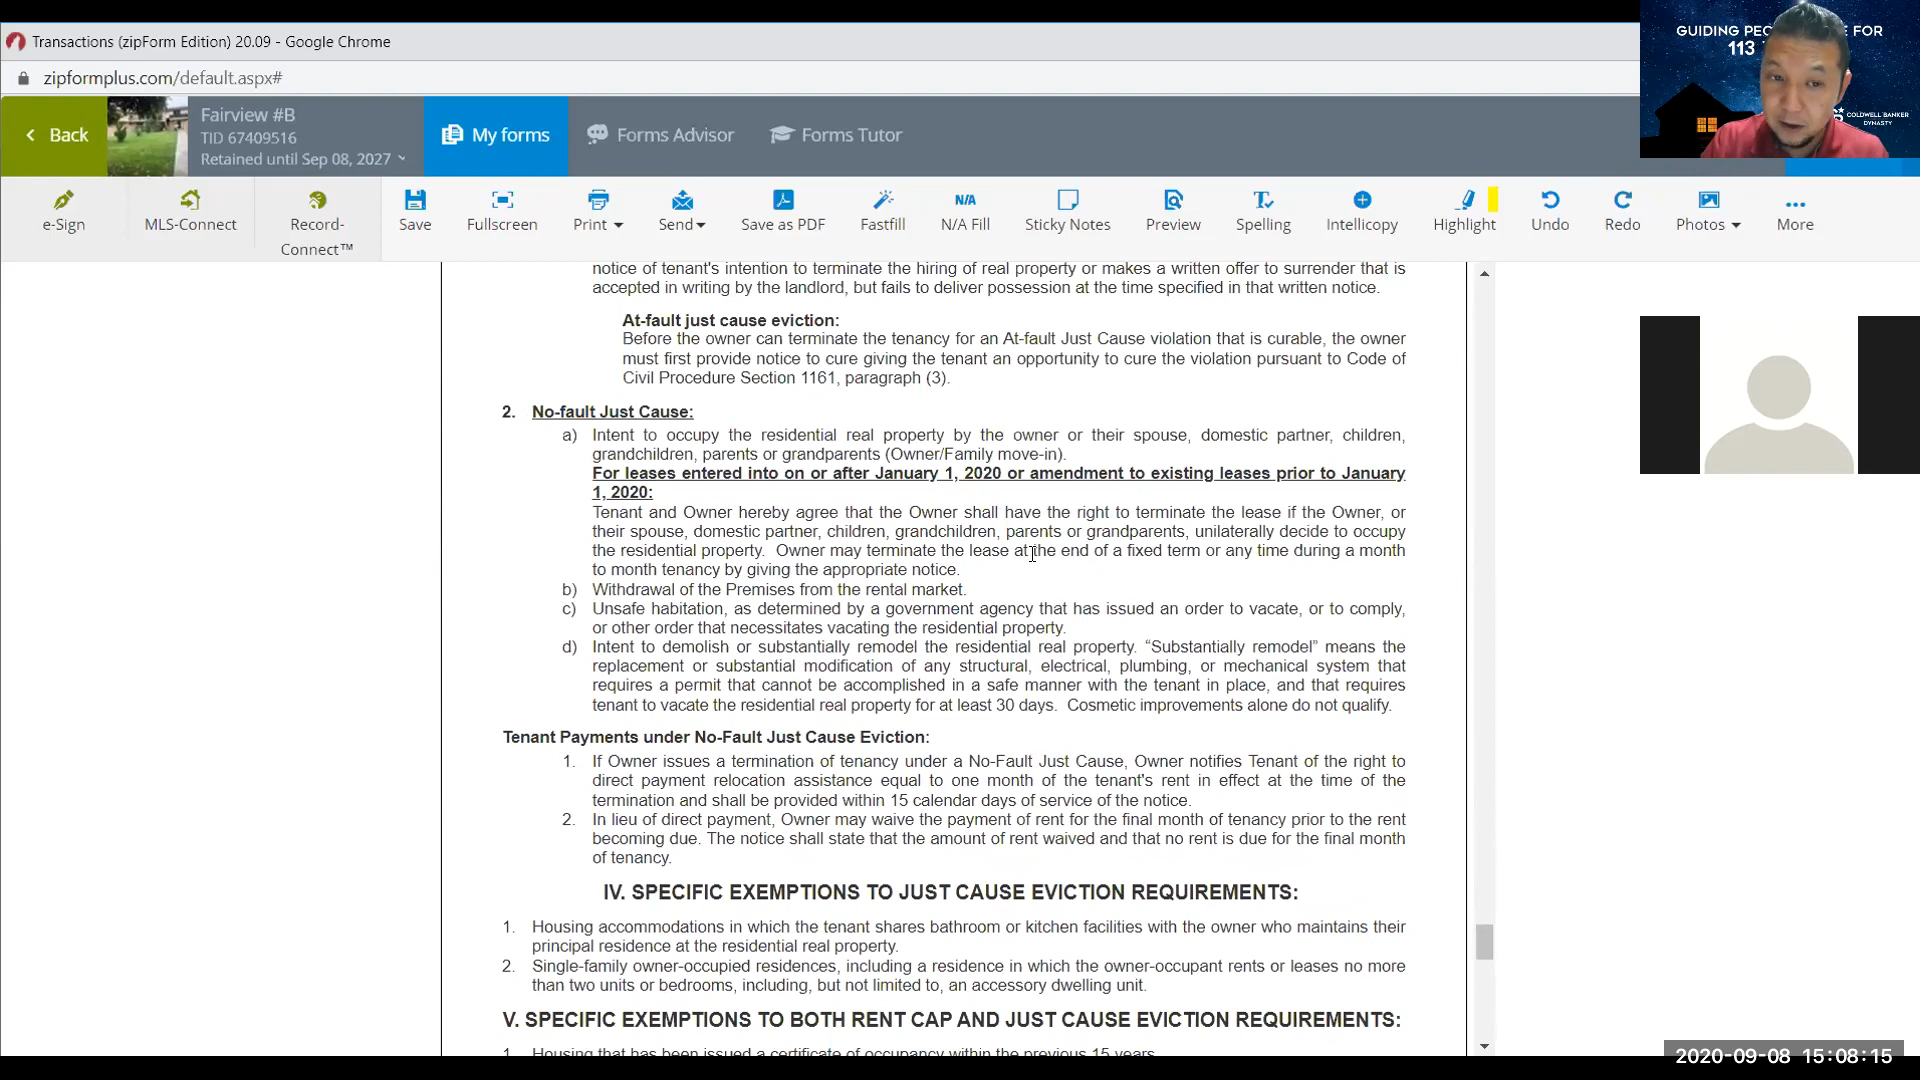 Transactions (zipForm Edition) 20.09 - Google Chrome
zipformplus.com/default.aspx#
GUIDING PEO
E FOR
113
COLDWELL BANKER
DYNASTY
Back
Fairview #B
TID 67409516
Retained until Sep 08, 2027
My forms
Forms Advisor
Forms Tutor
e-Sign
MLS-Connect
Record-
Connect™
Save
Fullscreen
Print
Send
Save as PDF
Fastfill
N/A
N/A Fill
Sticky Notes
Preview
Spelling
Intellicopy
Highlight
Undo
Redo
Photos
More
notice of tenant's intention to terminate the hiring of real property or makes a written offer to surrender that is
accepted in writing by the landlord, but fails to deliver possession at the time specified in that written notice.
At-fault just cause eviction:
Before the owner can terminate the tenancy for an At-fault Just Cause violation that is curable, the owner
must first provide notice to cure giving the tenant an opportunity to cure the violation pursuant to Code of
Civil Procedure Section 1161, paragraph (3).
2. No-fault Just Cause:
a) Intent to occupy the residential real property by the owner or their spouse, domestic partner, children,
grandchildren, parents or grandparents (Owner/Family move-in).
For leases entered into on or after January 1, 2020 or amendment to existing leases prior to January
1, 2020:
Tenant and Owner hereby agree that the Owner shall have the right to terminate the lease if the Owner, or
their spouse, domestic partner, children, grandchildren, parents or grandparents, unilaterally decide to occupy
the residential property. Owner may terminate the lease at the end of a fixed term or any time during a month
to month tenancy by giving the appropriate notice.
b) Withdrawal of the Premises from the rental market.
c) Unsafe habitation, as determined by a government agency that has issued an order to vacate, or to comply,
or other order that necessitates vacating the residential property.
d) Intent to demolish or substantially remodel the residential real property. “Substantially remodel” means the
replacement or substantial modification of any structural, electrical, plumbing, or mechanical system that
requires a permit that cannot be accomplished in a safe manner with the tenant in place, and that requires
tenant to vacate the residential real property for at least 30 days. Cosmetic improvements alone do not qualify.
Tenant Payments under No-Fault Just Cause Eviction:
1. If Owner issues a termination of tenancy under a No-Fault Just Cause, Owner notifies Tenant of the right to
direct payment relocation assistance equal to one month of the tenant's rent in effect at the time of the
termination and shall be provided within 15 calendar days of service of the notice.
2. In lieu of direct payment, Owner may waive the payment of rent for the final month of tenancy prior to the rent
becoming due. The notice shall state that the amount of rent waived and that no rent is due for the final month
of tenancy.
IV. SPECIFIC EXEMPTIONS TO JUST CAUSE EVICTION REQUIREMENTS:
1. Housing accommodations in which the tenant shares bathroom or kitchen facilities with the owner who maintains their
principal residence at the residential real property.
2. Single-family owner-occupied residences, including a residence in which the owner-occupant rents or leases no more
than two units or bedrooms, including, but not limited to, an accessory dwelling unit.
V. SPECIFIC EXEMPTIONS TO BOTH RENT CAP AND JUST CAUSE EVICTION REQUIREMENTS:
1. Housing that has been issued a certificate of occupancy within the previous 15 years.
2020-09-08 15:08:15